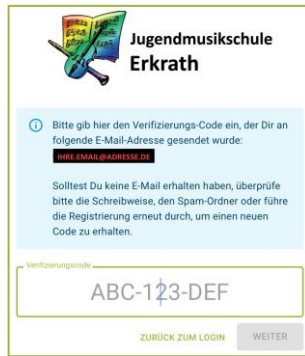 Jugendmusikschule
Erkrath
Bitte gib hier den Verifizierungs-Code ein, der Dir an
folgende E-Mail-Adresse gesendet wurde:
IHRE.EMAIL@ADRESSE.DE
Solltest Du keine E-Mail erhalten haben, überprüfe
bitte die Schreibweise, den Spam-Ordner oder führe
die Registrierung erneut durch, um einen neuen
Code zu erhalten.
Verifizierungscode
ABC-123-DEF
ZURÜCK ZUM LOGIN WEITER